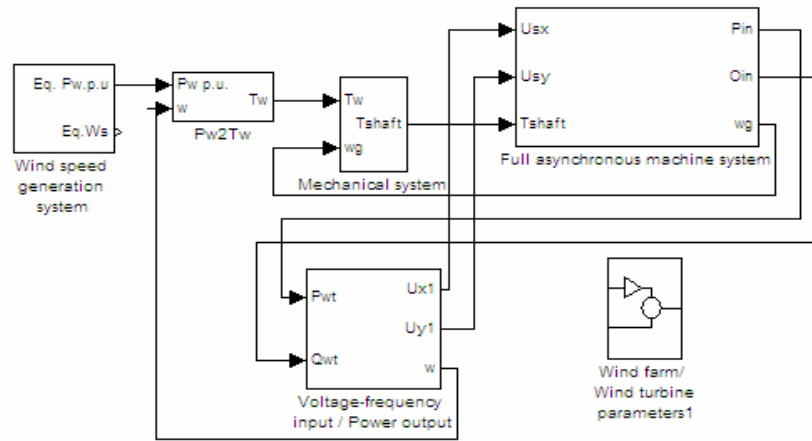 Eq. Pw.p.u
Eq.Ws
Wind speed
generation
system
Pw p.u.
w
Tw
Pw2Tw
Tw
Tshaft
wg
Mechanical system
Usx
Usy
Tshaft
Pin
Oin
wg
Full asynchronous machine system
Pwt
Qwt
Ux1
Uy1
w
Voltage-frequency
input / Power output
Wind farm/
Wind turbine
parameters1